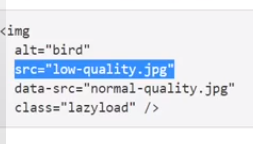 <img
alt="bird"
src="low-quality.jpg"
data-src="normal-quality.jpg"
class="lazyload" />